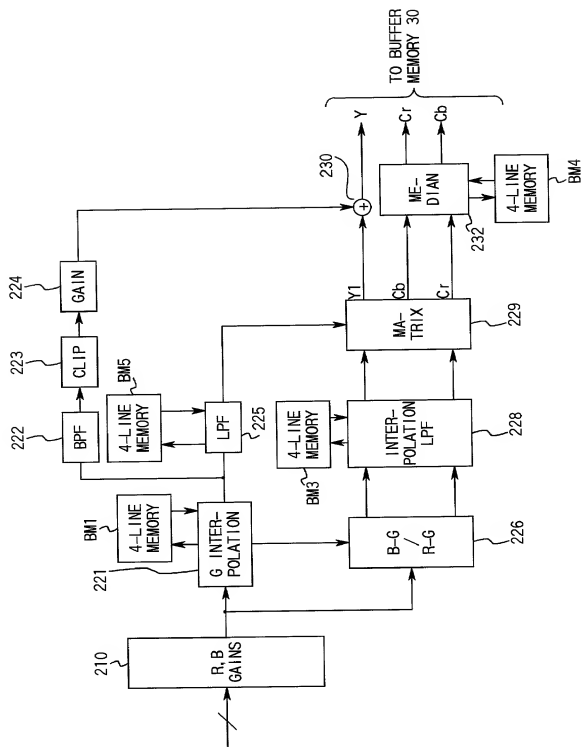 210
R, B
GAINS
221
G INTER-
POLATION
BM1
4-LINE
MEMORY
222
BPF
223
CLIP
224
GAIN
BM5
4-LINE
MEMORY
LPF
225
226
B-G
/
R-G
BM3
4-LINE
MEMORY
INTER-
POLATION
LPF
228
MA-
TRIX
229
Y1
Cb
Cr
230
+
ME-
DIAN
232
4-LINE
MEMORY
BM4
Y
Cr
Cb
TO BUFFER
MEMORY 30